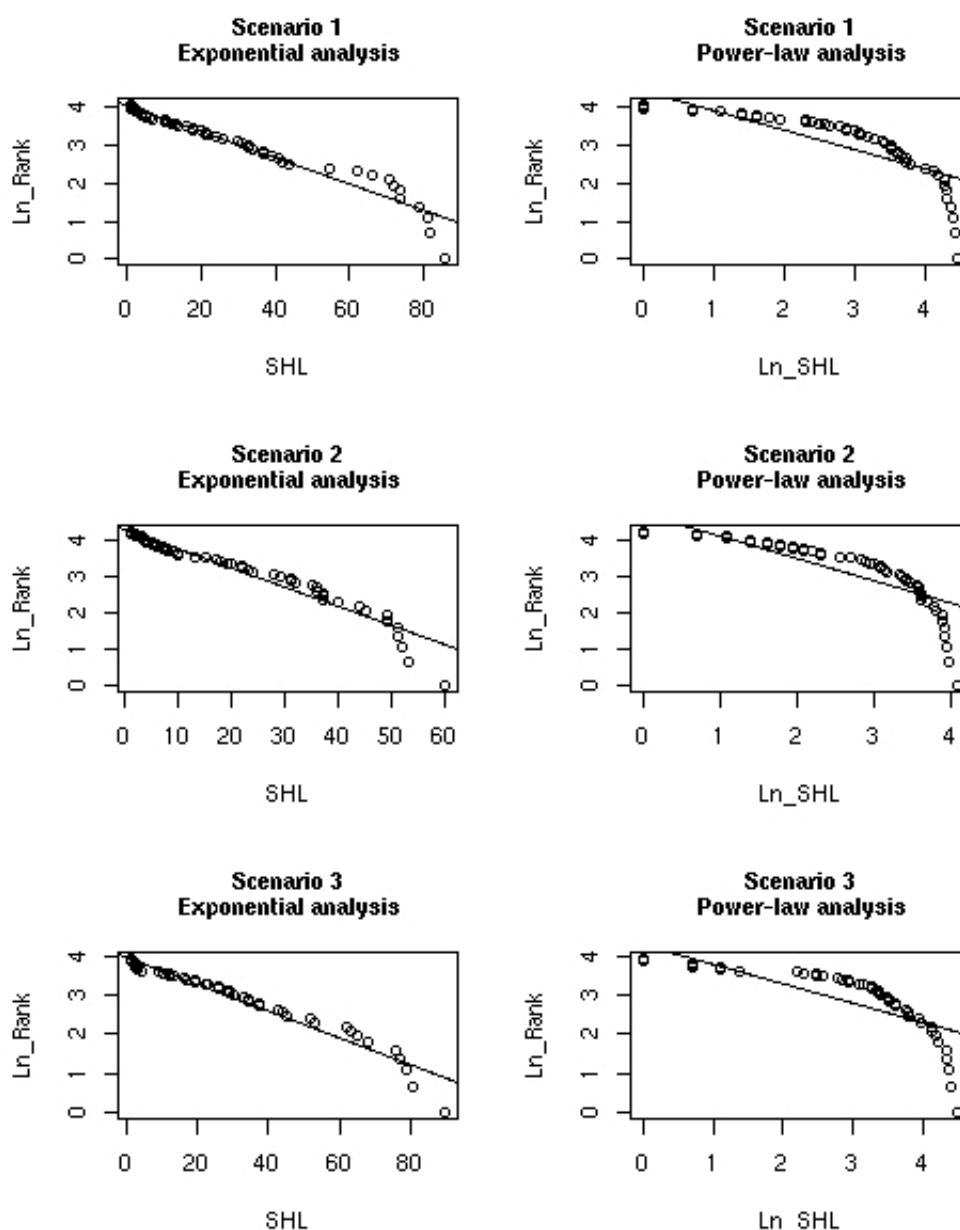 Scenario 1
Exponential analysis
4
3
2
1
0
Ln_Rank
0 20 40 60 80
SHL
Scenario 1
Power-law analysis
4
3
2
1
0
Ln_Rank
0 1 2 3 4
Ln_SHL
Scenario 2
Exponential analysis
4
3
2
1
0
Ln_Rank
0 10 20 30 40 50 60
SHL
Scenario 2
Power-law analysis
4
3
2
1
0
Ln_Rank
0 1 2 3 4
Ln_SHL
Scenario 3
Exponential analysis
4
3
2
1
0
Ln_Rank
0 20 40 60 80
SHL
Scenario 3
Power-law analysis
4
3
2
1
0
Ln_Rank
0 1 2 3 4
Ln_SHL